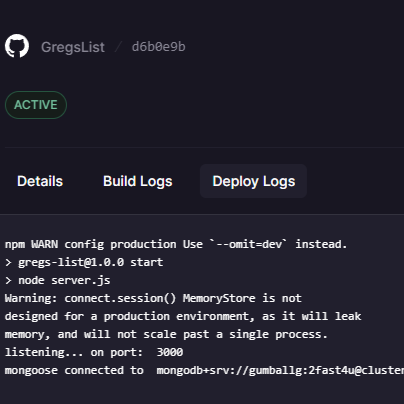 GregsList / d6b0e9b
ACTIVE
Details Build Logs Deploy Logs
npm WARN config production Use `--omit=dev` instead.
> gregs-list@1.0.0 start
> node server.js
Warning: connect.session() MemoryStore is not
designed for a production environment, as it will leak
memory, and will not scale past a single process.
listening... on port:  3000
mongoose connected to  mongodb+srv://gumballg:2fast4u@cluster